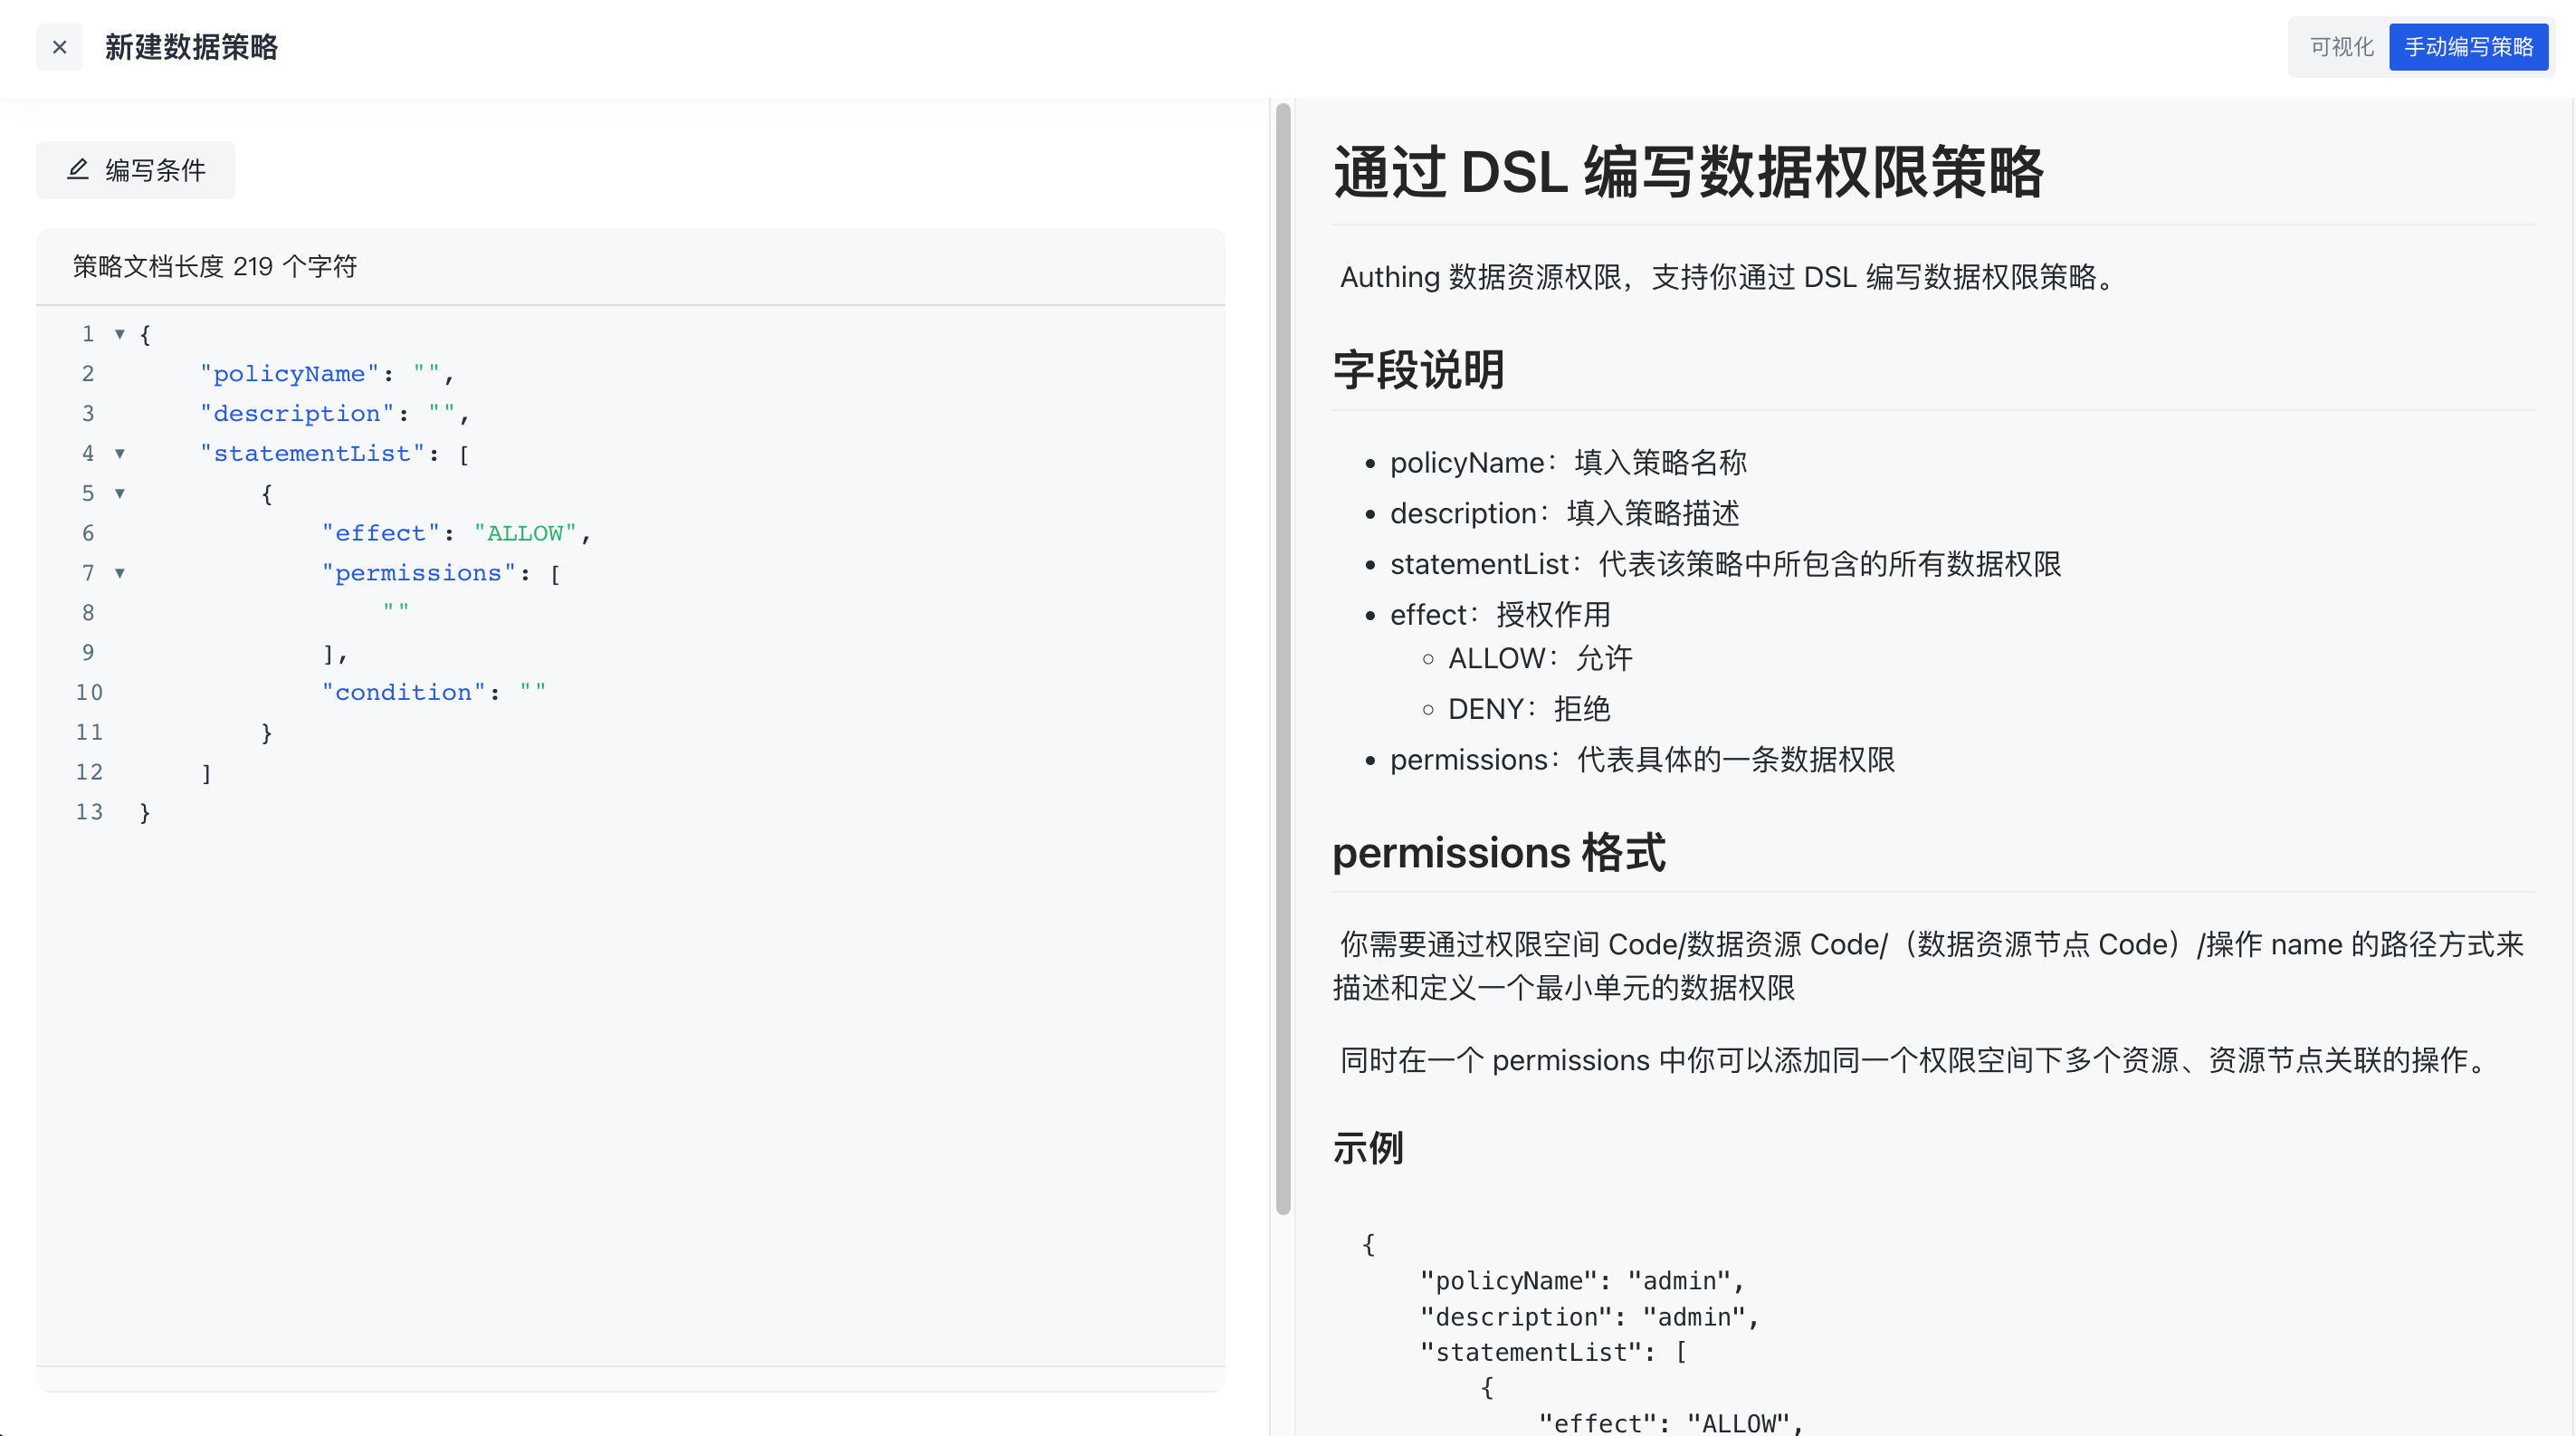 新建数据策略
可视化
手动编写策略
编写条件
策略文档长度 219 个字符
1 {
2 "policyName": "",
3 "description": "",
4 "statementList": [
5 {
6 "effect": "ALLOW",
7 "permissions": [
8 ""
9 ],
10 "condition": ""
11 }
12 ]
13 }
通过 DSL 编写数据权限策略
Authing 数据资源权限，支持你通过 DSL 编写数据权限策略。
字段说明
policyName：填入策略名称
description：填入策略描述
statementList：代表该策略中所包含的所有数据权限
effect：授权作用
ALLOW：允许
DENY：拒绝
permissions：代表具体的一条数据权限
permissions 格式
你需要通过权限空间 Code/数据资源 Code/（数据资源节点 Code）/操作 name 的路径方式来
描述和定义一个最小单元的数据权限
同时在一个 permissions 中你可以添加同一个权限空间下多个资源、资源节点关联的操作。
示例
{
"policyName": "admin",
"description": "admin",
"statementList": [
{
"effect": "ALLOW",